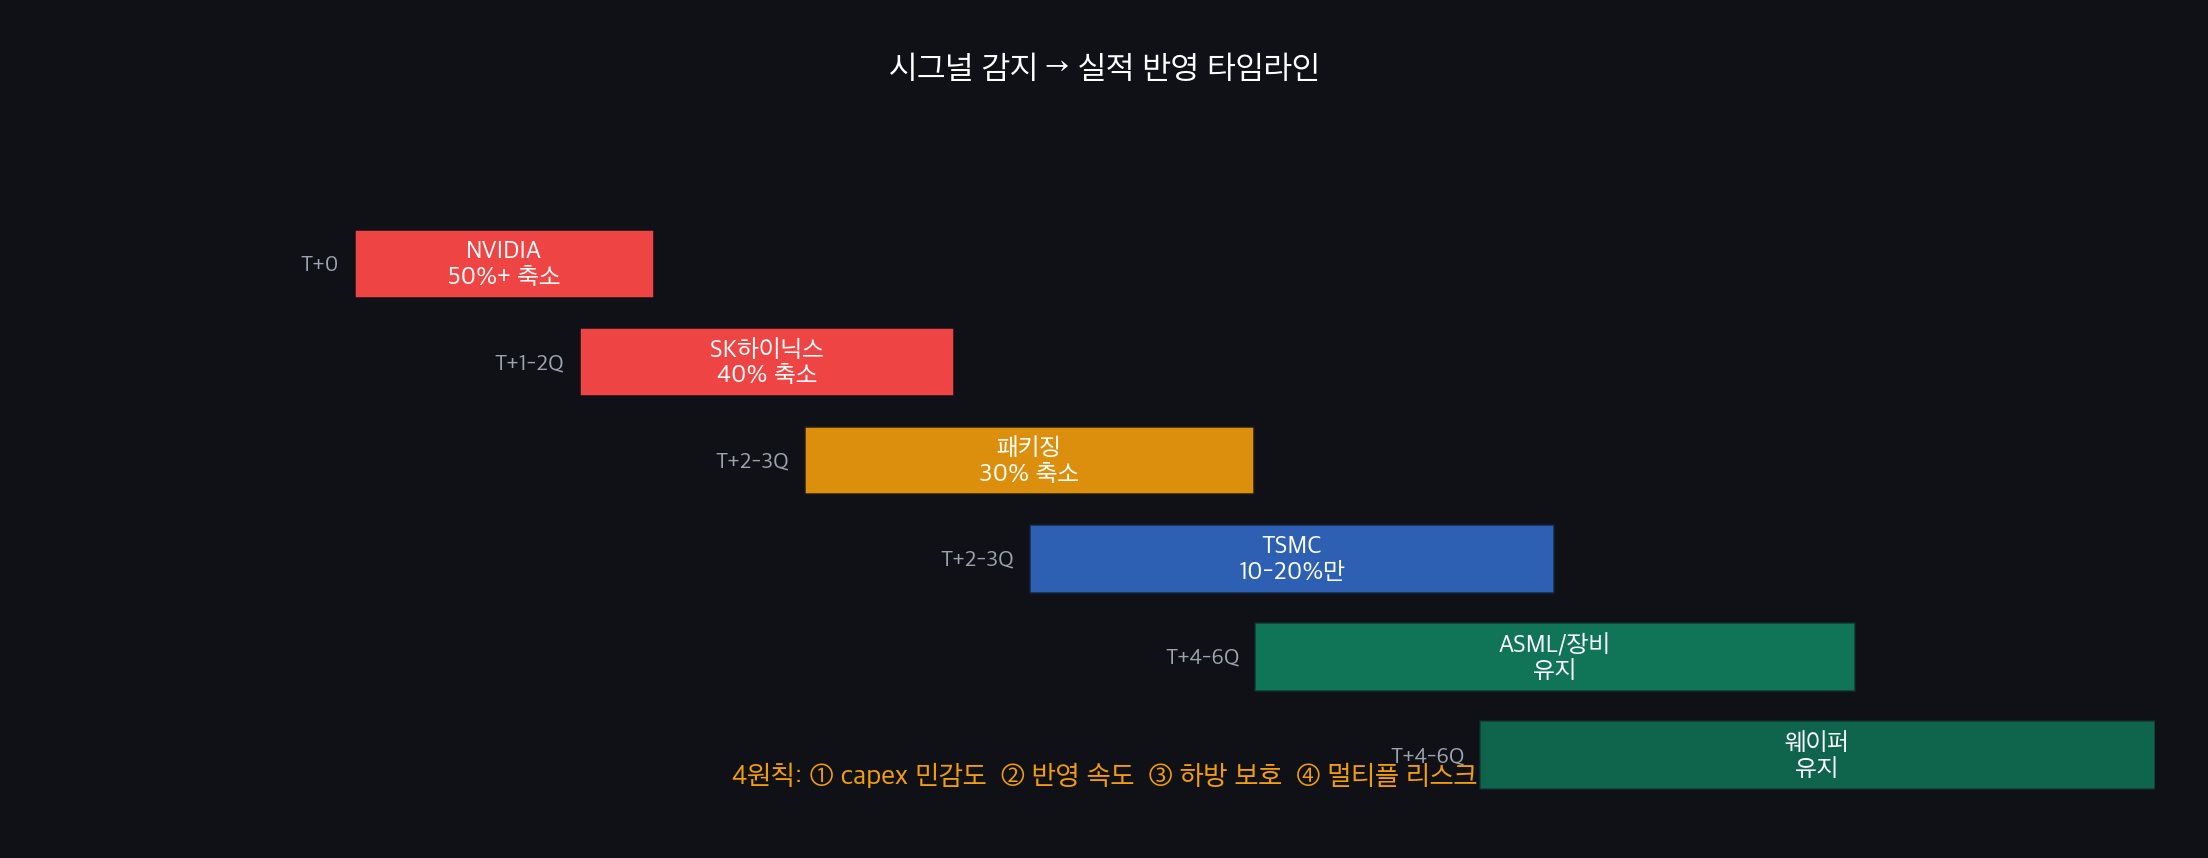 시그널 감지 → 실적 반영 타임라인
T+0
NVIDIA
50%+ 축소
T+1-2Q
SK하이닉스
40% 축소
T+2-3Q
패키징
30% 축소
T+2-3Q
TSMC
10-20%만
T+4-6Q
ASML/장비
유지
T+4-6Q
웨이퍼
유지
4원칙: ① capex 민감도 ② 반영 속도 ③ 하방 보호 ④ 멀티플 리스크